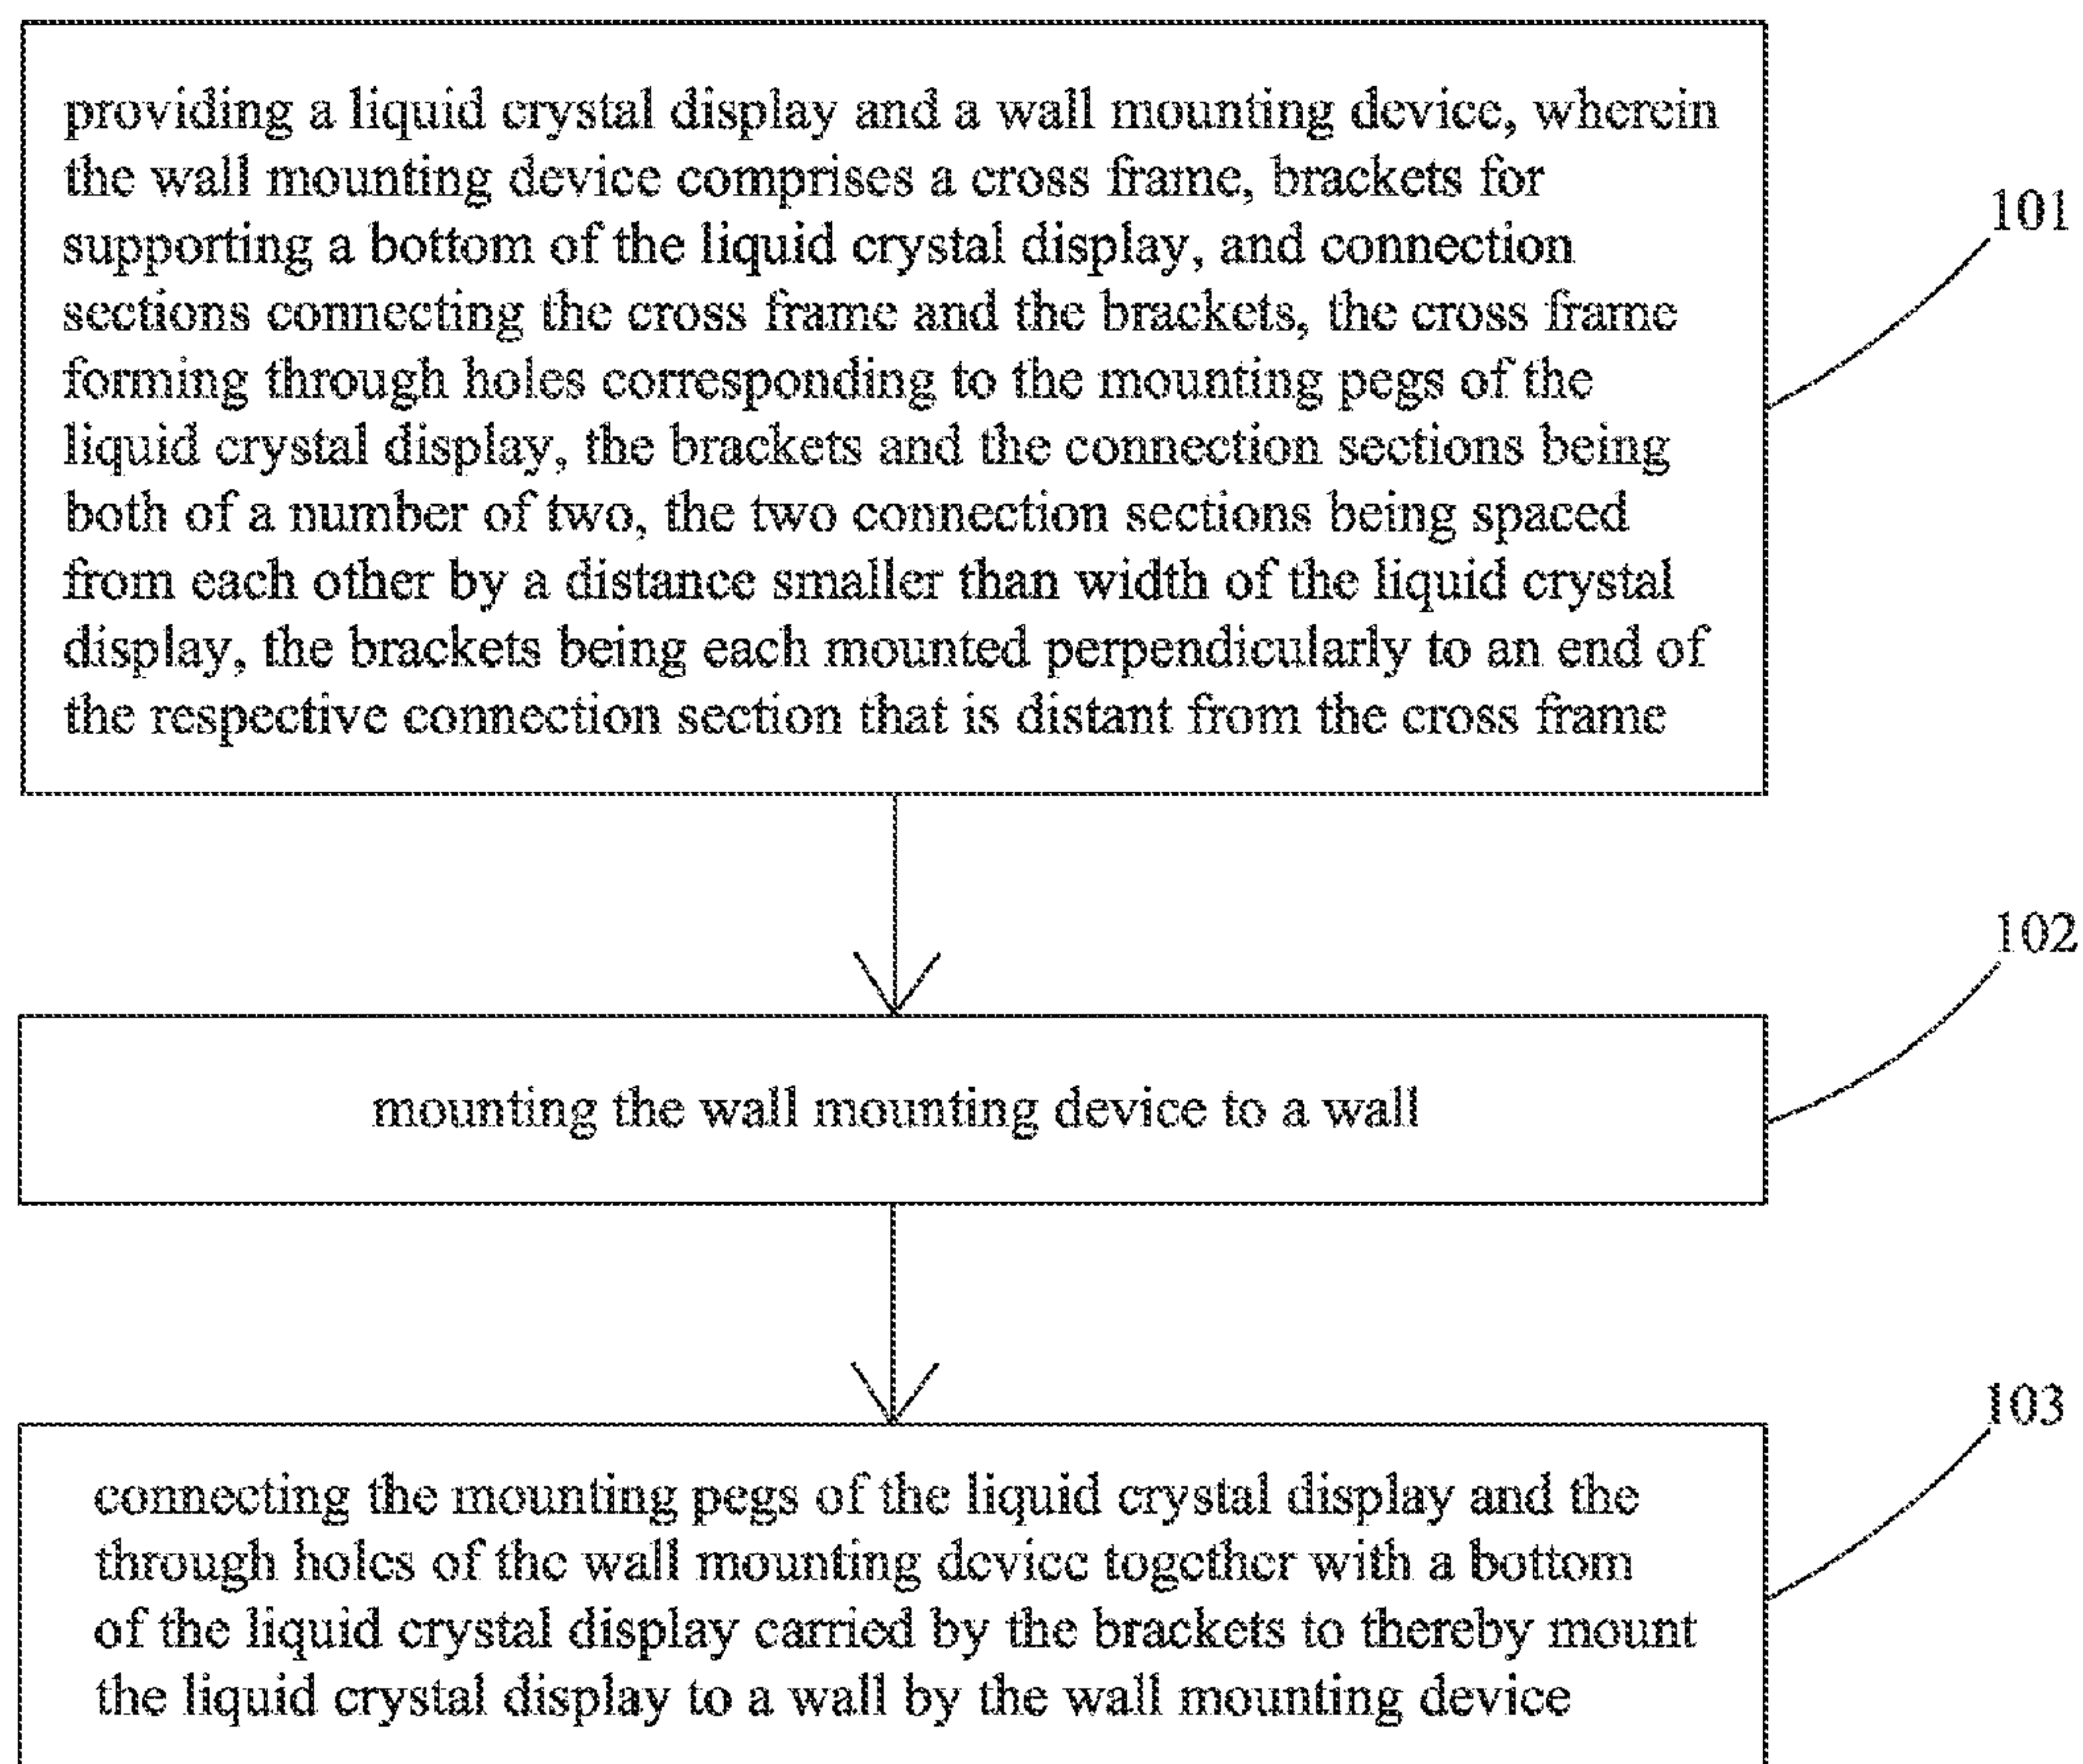 providing a liquid crystal display and a wall mounting device, wherein
the wall mounting device comprises a cross frame, brackets for
supporting a bottom of the liquid crystal display, and connection
sections connecting the cross frame and the brackets, the cross frame
forming through holes corresponding to the mounting pegs of the
liquid crystal display, the brackets and the connection sections being
both of a number of two, the two connection sections being spaced
from each other by a distance smaller than width of the liquid crystal
display, the brackets being each mounted perpendicularly to an end of
the respective connection section that is distant from the cross frame
101
102
mounting the wall mounting device to a wall
103
connecting the mounting pegs of the liquid crystal display and the
through holes of the wall mounting device together with a bottom
of the liquid crystal display carried by the brackets to thereby mount
the liquid crystal display to a wall by the wall mounting device